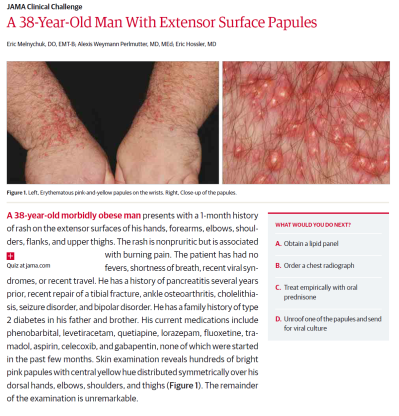 JAMA Clinical Challenge
A 38-Year-Old Man With Extensor Surface Papules
Eric Melnychuk, DO, EMT-B; Alexis Weymann Perlmutter, MD, MEd; Eric Hossler, MD
Figure 1. Left, Erythematous pink-and-yellow papules on the wrists. Right, Close-up of the papules.
A 38-year-old morbidly obese man presents with a 1-month history
of rash on the extensor surfaces of his hands, forearms, elbows, shoul-
ders, flanks, and upper thighs. The rash is nonpruritic but is associated
with burning pain. The patient has had no
Quiz at jama.com
fevers, shortness of breath, recent viral syn-
dromes, or recent travel. He has a history of pancreatitis several years
prior, recent repair of a tibial fracture, ankle osteoarthritis, cholelithia-
sis, seizure disorder, and bipolar disorder. He has a family history of type
2 diabetes in his father and brother. His current medications include
phenobarbital, levetiracetam, quetiapine, lorazepam, fluoxetine, tra-
madol, aspirin, celecoxib, and gabapentin, none of which were started
in the past few months. Skin examination reveals hundreds of bright
pink papules with central yellow hue distributed symmetrically over his
dorsal hands, elbows, shoulders, and thighs (Figure 1). The remainder
of the examination is unremarkable.
WHAT WOULD YOU DO NEXT?
A. Obtain a lipid panel
B. Order a chest radiograph
C. Treat empirically with oral
prednisone
D. Unroof one of the papules and send
for viral culture